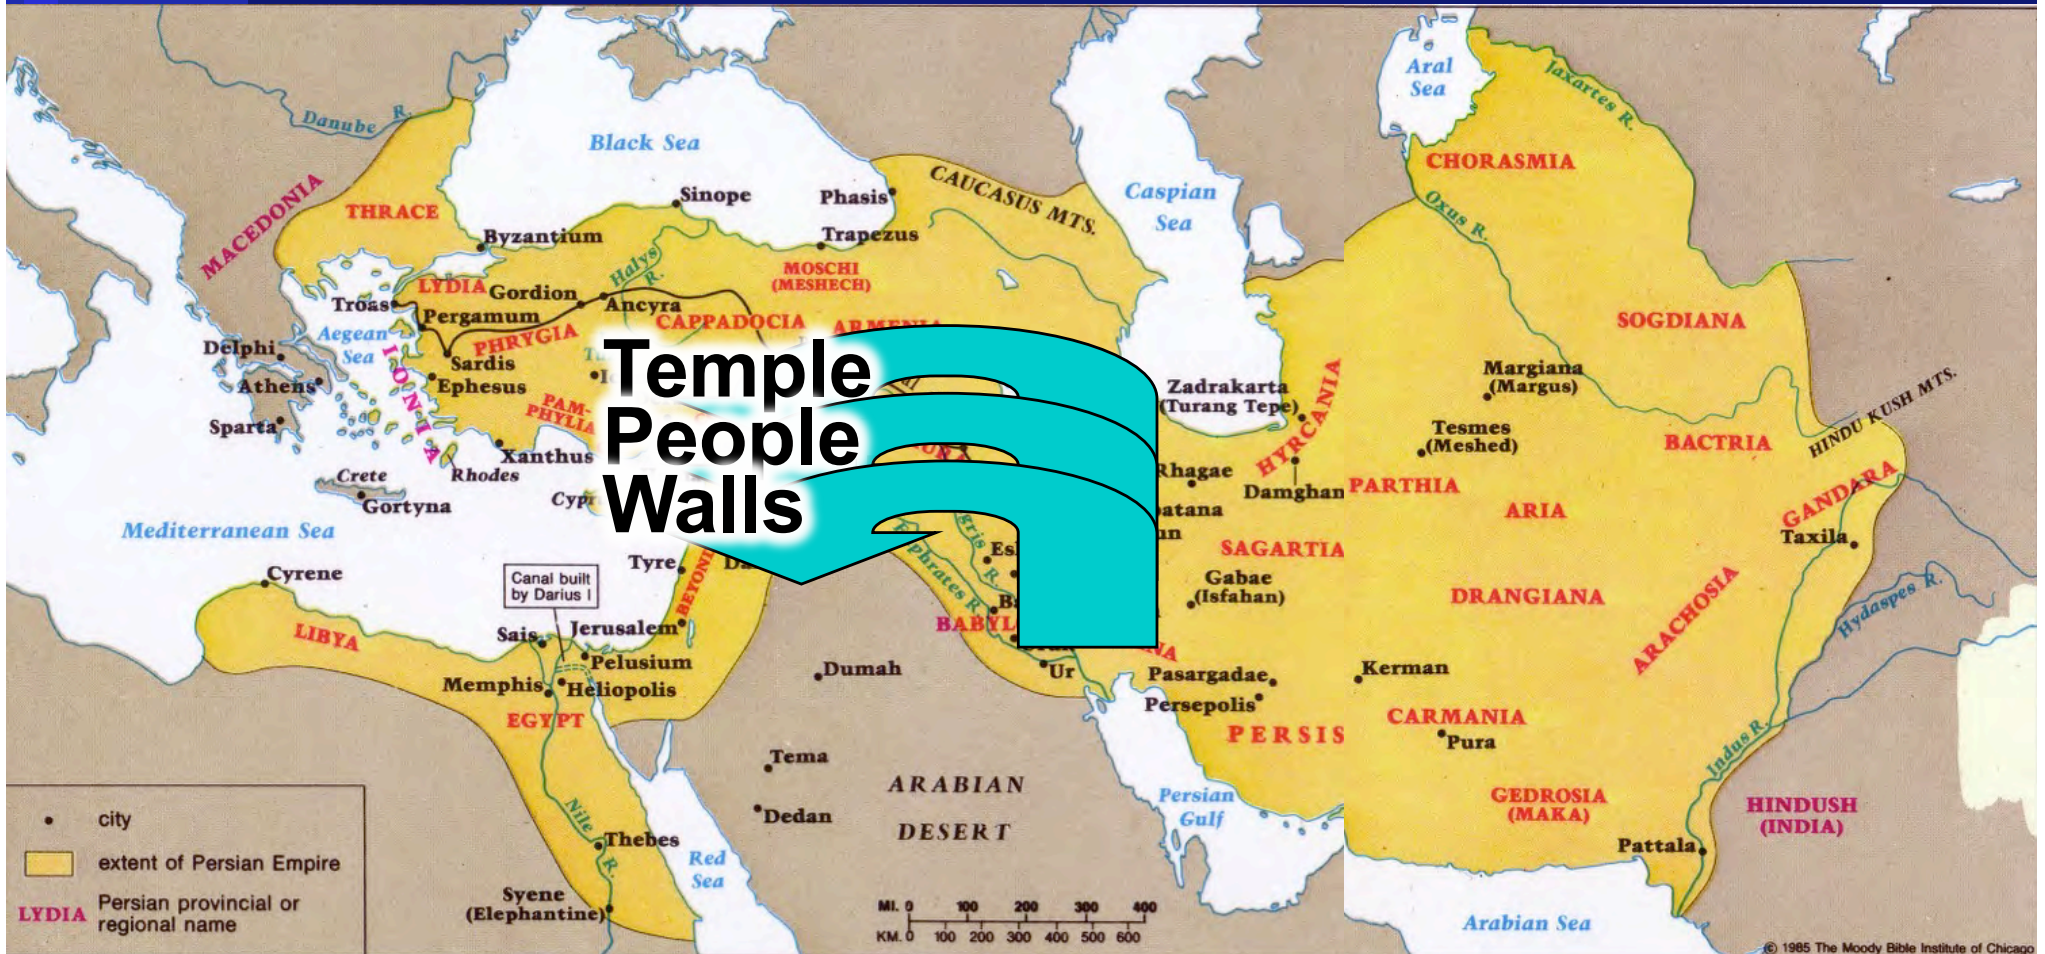 Aral
Sea
Jaxartes R.
Danube R.
Black Sea
CHORASMIA
MACEDONIA
THRACE
Sinope
Phasis
CAUCASUS MTS.
Caspian
Sea
Oxus R.
Byzantium
Trapezus
Halys
R.
MOSCHI
(MESHECH)
LYDIA
Gordion
Troas
Ancyra
Pergamum
CAPPADOCIA
ARMENIA
SOGDIANA
Aegean
Sea
PHRYGIA
Delphi
Sardis
Athens
Ephesus
IONIA
Sparta
PAM-
PHYLIA
Temple
People
Walls
Zadrakarta
(Turang Tepe)
HYRCANIA
Margiana
(Margus)
HINDU KUSH MTS.
Tesmes
(Meshed)
BACTRIA
Xanthus
Rhodes
Crete
Gortyna
Rhagae
Damghan
PARTHIA
ARIA
GANDARA
Taxila
Mediterranean Sea
SAGARTIA
Tyre
BEYOND
Cyrene
Canal built
by Darius I
Ephrates R.
R.
Gabae
(Isfahan)
DRANGIANA
ARACHOSIA
Hydaspes R.
LIBYA
Sais
Jerusalem
BABYL
Pelusium
Memphis
Heliopolis
Dumah
Ur
Pasargadae
Persepolis
Kerman
EGYPT
PERSIS
CARMANIA
Pura
Indus R.
Tema
ARABIAN
DESERT
Dedan
Persian
Gulf
GEDROSIA
(MAKA)
HINDUSH
(INDIA)
Nile
R.
Thebes
Red
Sea
Pattala
Syene
(Elephantine)
Arabian Sea
city
extent of Persian Empire
LYDIA Persian provincial or
regional name
MI. 0 100 200 300 400
KM. 0 100 200 300 400 500 600
© 1985 The Moody Bible Institute of Chicago